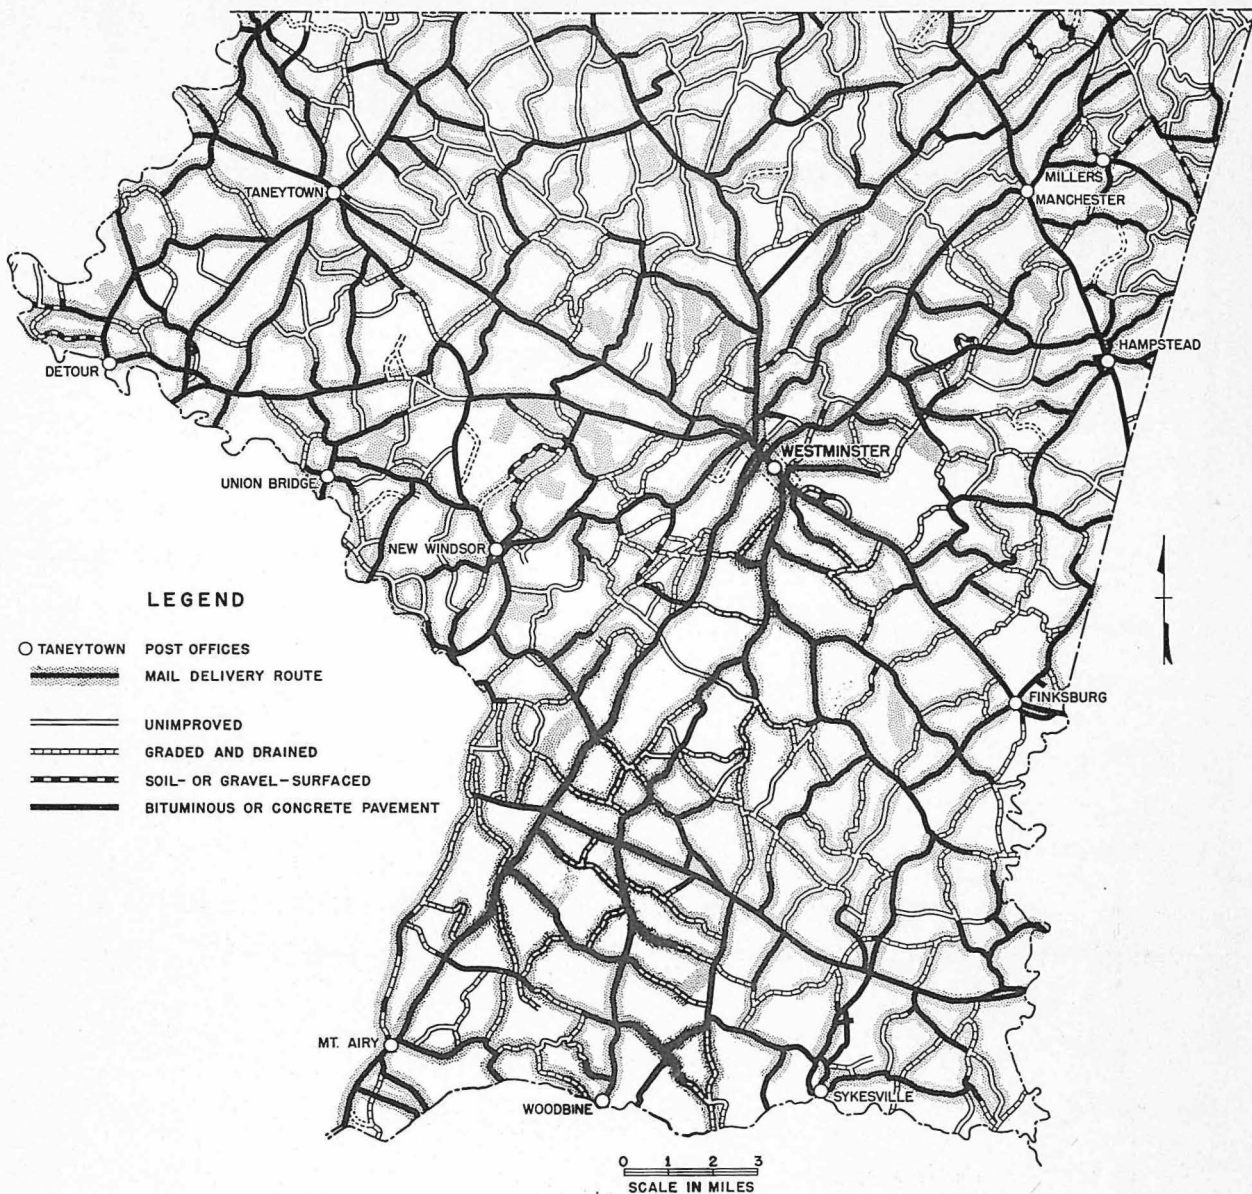 TANEYTOWN
MILLERS
MANCHESTER
HAMPSTEAD
DETOUR
WESTMINSTER
UNION BRIDGE
NEW WINDSOR
LEGEND
TANEYTOWN POST OFFICES
MAIL DELIVERY ROUTE
UNIMPROVED
GRADED AND DRAINED
SOIL- OR GRAVEL-SURFACED
BITUMINOUS OR CONCRETE PAVEMENT
FINKSBURG
MT. AIRY
WOODBINE
SYKESVILLE
0 1 2 3
SCALE IN MILES